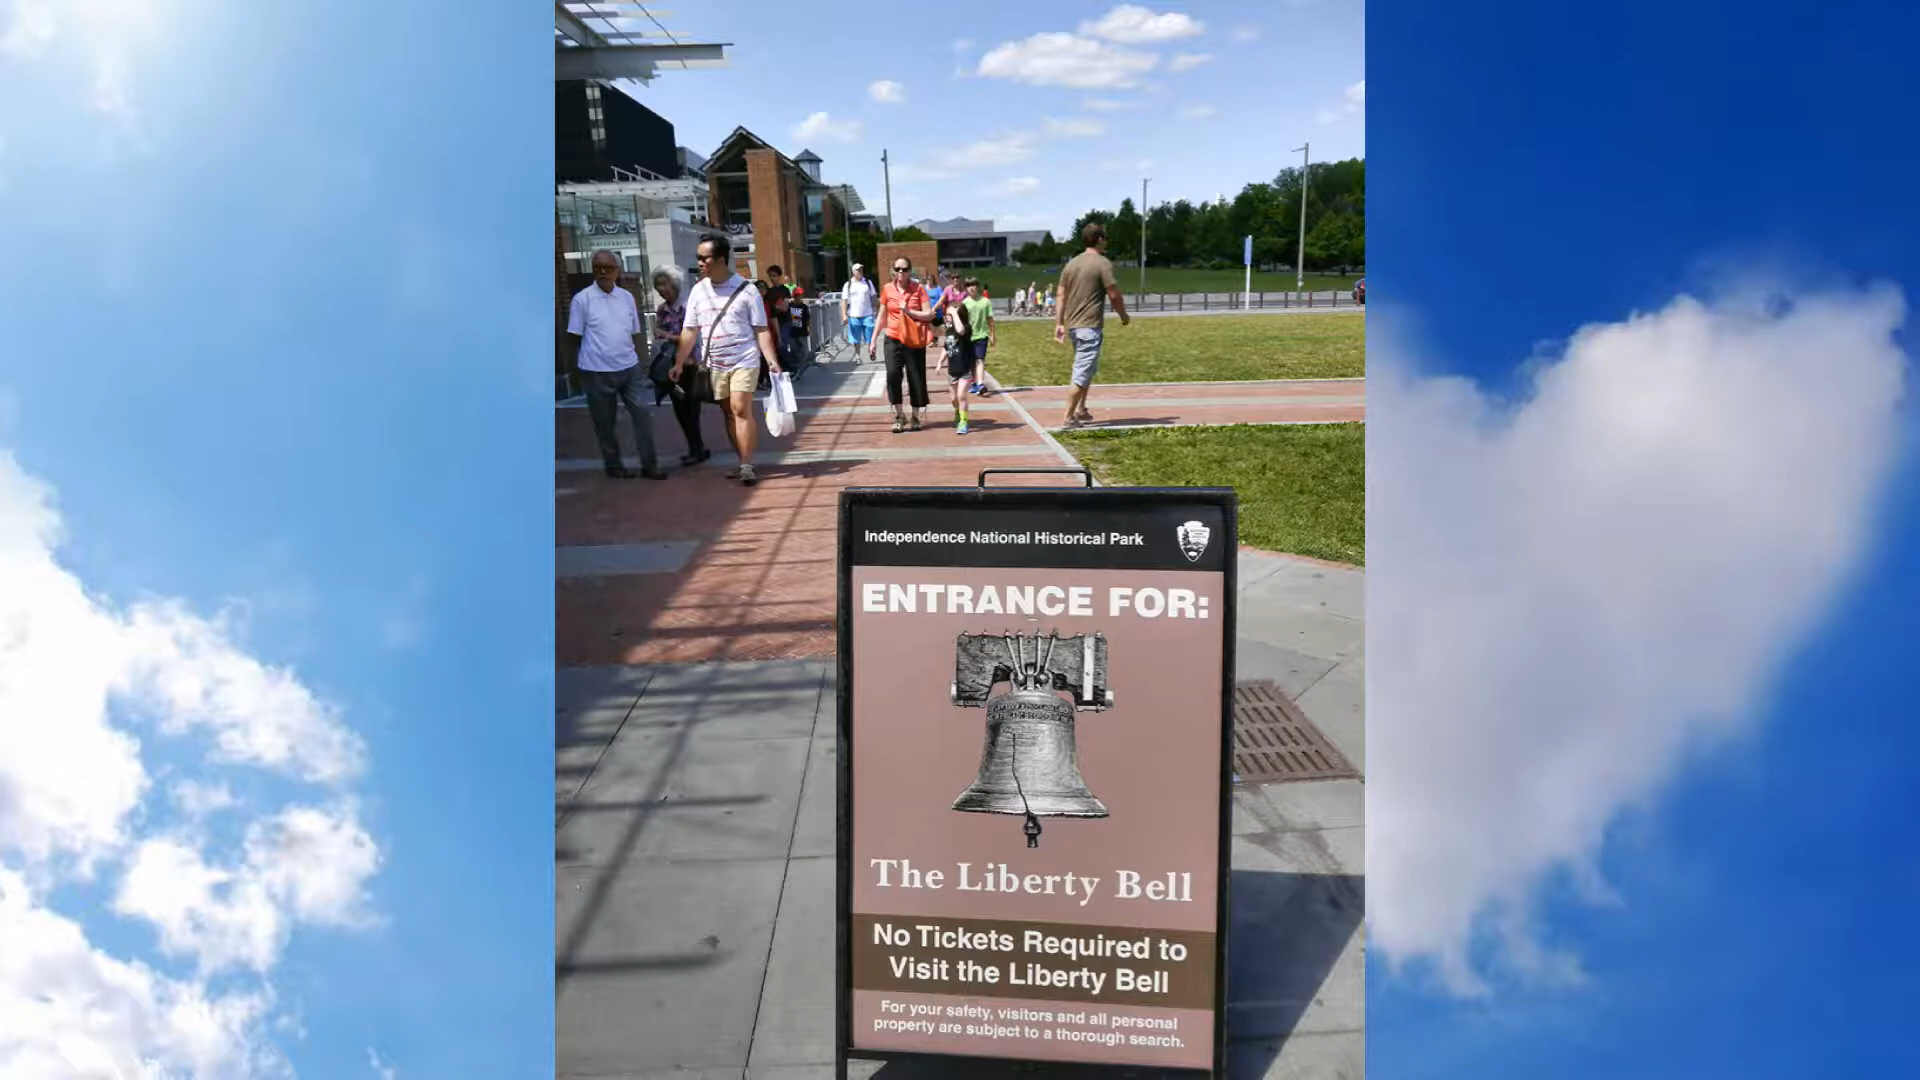 Independence National Historical Park
ENTRANCE FOR:
The Liberty Bell
No Tickets Required to
Visit the Liberty Bell
For your safety, visitors and all personal
property are subject to a thorough search.